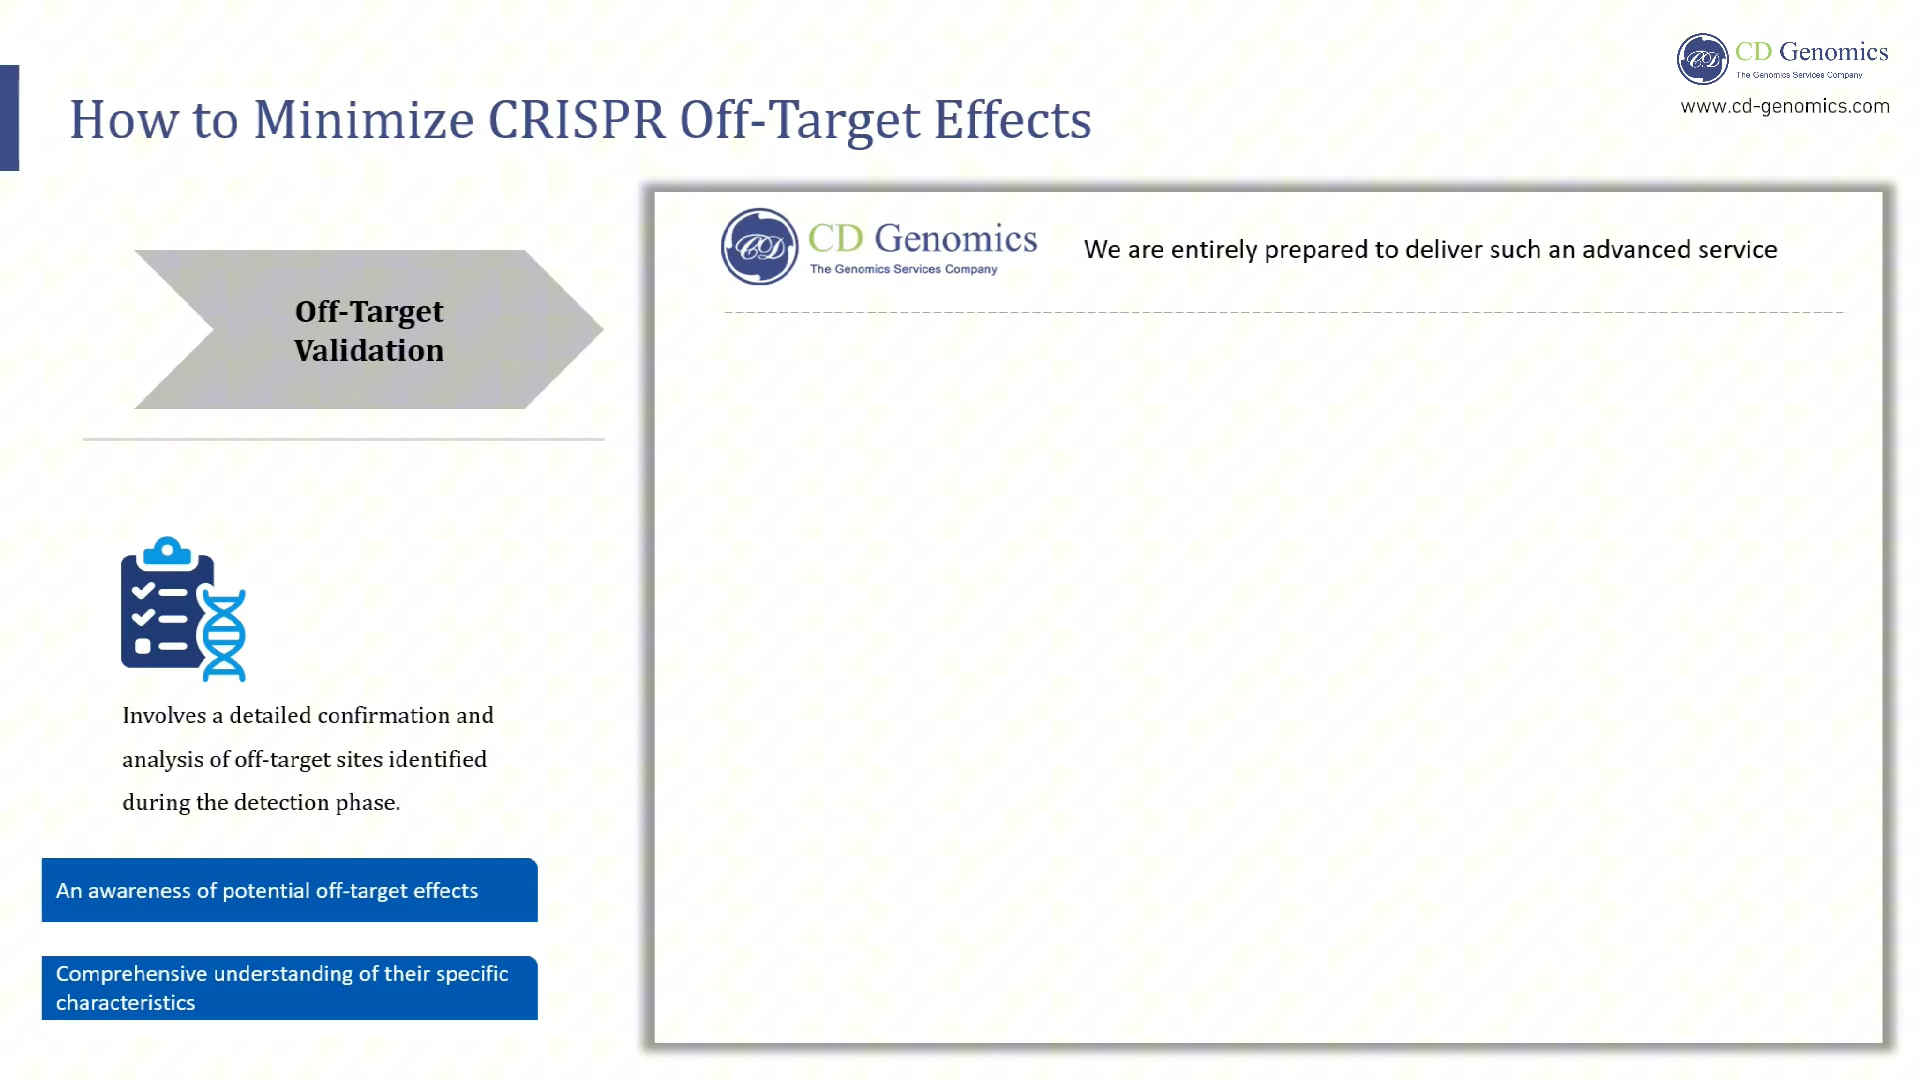 CD Genomics
The Genomics Services Company
www.cd-genomics.com
How to Minimize CRISPR Off-Target Effects
Off-Target
Validation
Involves a detailed confirmation and
analysis of off-target sites identified
during the detection phase.
An awareness of potential off-target effects
Comprehensive understanding of their specific
characteristics
CD Genomics
The Genomics Services Company
We are entirely prepared to deliver such an advanced service